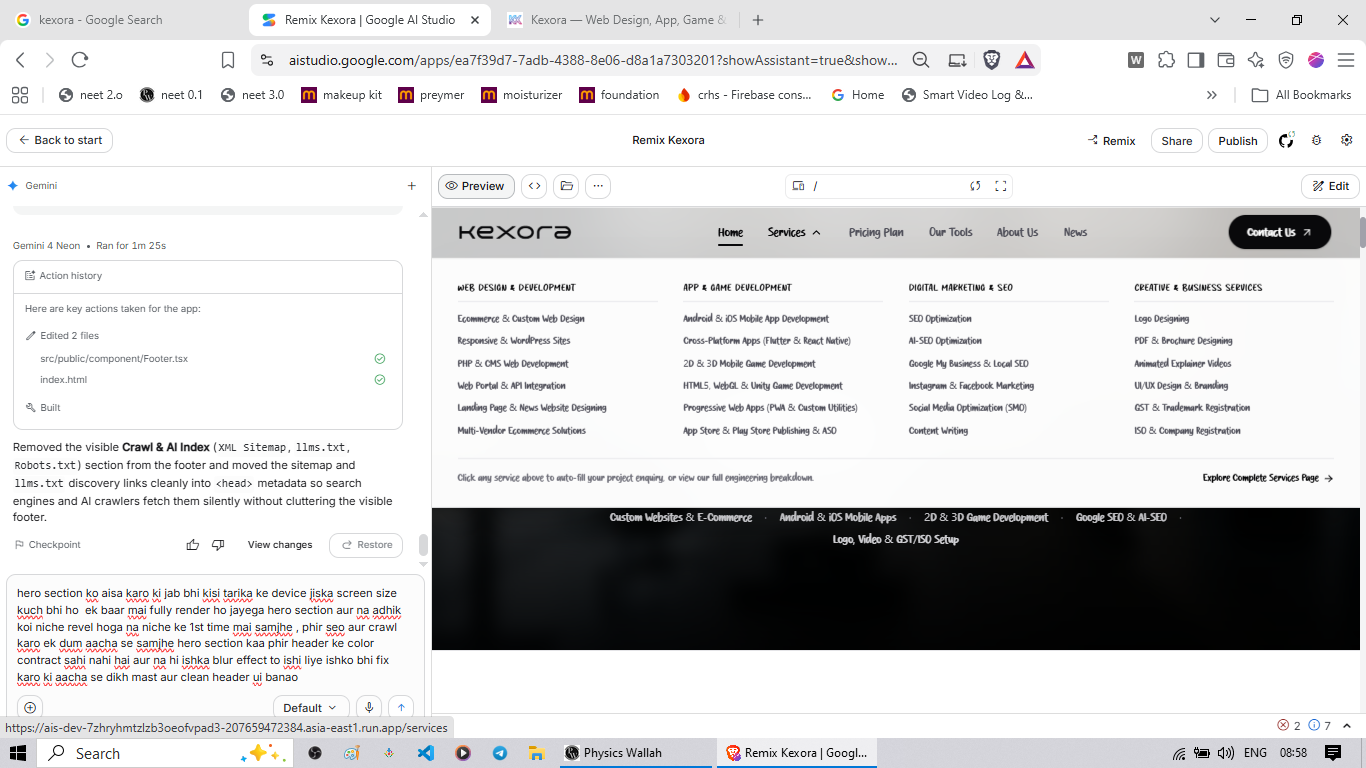 kexora - Google Search
Remix Kexora | Google AI Studio
Kexora — Web Design, App, Game &
aistudio.google.com/apps/ea7f39d7-7adb-4388-8e06-d8a1a7303201?showAssistant=true&show...
W
neet 2.o
neet 0.1
neet 3.0
makeup kit
preymer
moisturizer
foundation
crhs - Firebase cons...
Home
Smart Video Log &...
All Bookmarks
Back to start
Remix Kexora
Remix
Share
Publish
Gemini
Preview
/
Edit
Gemini 4 Neon • Ran for 1m 25s
Action history
Here are key actions taken for the app:
Edited 2 files
src/public/component/Footer.tsx
index.html
Built
Removed the visible Crawl & AI Index (XML Sitemap, llms.txt,
Robots.txt) section from the footer and moved the sitemap and
llms.txt discovery links cleanly into <head> metadata so search
engines and AI crawlers fetch them silently without cluttering the visible
footer.
Checkpoint
View changes
Restore
hero section ko aisa karo ki jab bhi kisi tarika ke device jiska screen size
kuch bhi ho ek baar mai fully render ho jayega hero section aur na adhik
koi niche revel hoga na niche ke 1st time mai samjhe , phir seo aur crawl
karo ek dum aacha se samjhe hero section kaa phir header ke color
contract sahi nahi hai aur na hi ishka blur effect to ishi liye ishko bhi fix
karo ki aacha se dikh mast aur clean header ui banao
Default
kexora
Home
Services
Pricing Plan
Our Tools
About Us
News
Contact Us
WEB DESIGN & DEVELOPMENT
Ecommerce & Custom Web Design
Responsive & WordPress Sites
PHP & CMS Web Development
Web Portal & API Integration
Landing Page & News Website Designing
Multi-Vendor Ecommerce Solutions
APP & GAME DEVELOPMENT
Android & iOS Mobile App Development
Cross-Platform Apps (Flutter & React Native)
2D & 3D Mobile Game Development
HTML5, WebGL & Unity Game Development
Progressive Web Apps (PWA & Custom Utilities)
App Store & Play Store Publishing & ASO
DIGITAL MARKETING & SEO
SEO Optimization
AI-SEO Optimization
Google My Business & Local SEO
Instagram & Facebook Marketing
Social Media Optimization (SMO)
Content Writing
CREATIVE & BUSINESS SERVICES
Logo Designing
PDF & Brochure Designing
Animated Explainer Videos
UI/UX Design & Branding
GST & Trademark Registration
ISO & Company Registration
Click any service above to auto-fill your project enquiry, or view our full engineering breakdown.
Explore Complete Services Page →
Custom Websites & E-Commerce · Android & iOS Mobile Apps · 2D & 3D Game Development · Google SEO & AI-SEO ·
Logo, Video & GST/ISO Setup
https://ais-dev-7zhryhmtzlzb3oeofvpad3-207659472384.asia-east1.run.app/services
2
7
Search
Physics Wallah
Remix Kexora | Googl...
ENG
08:58